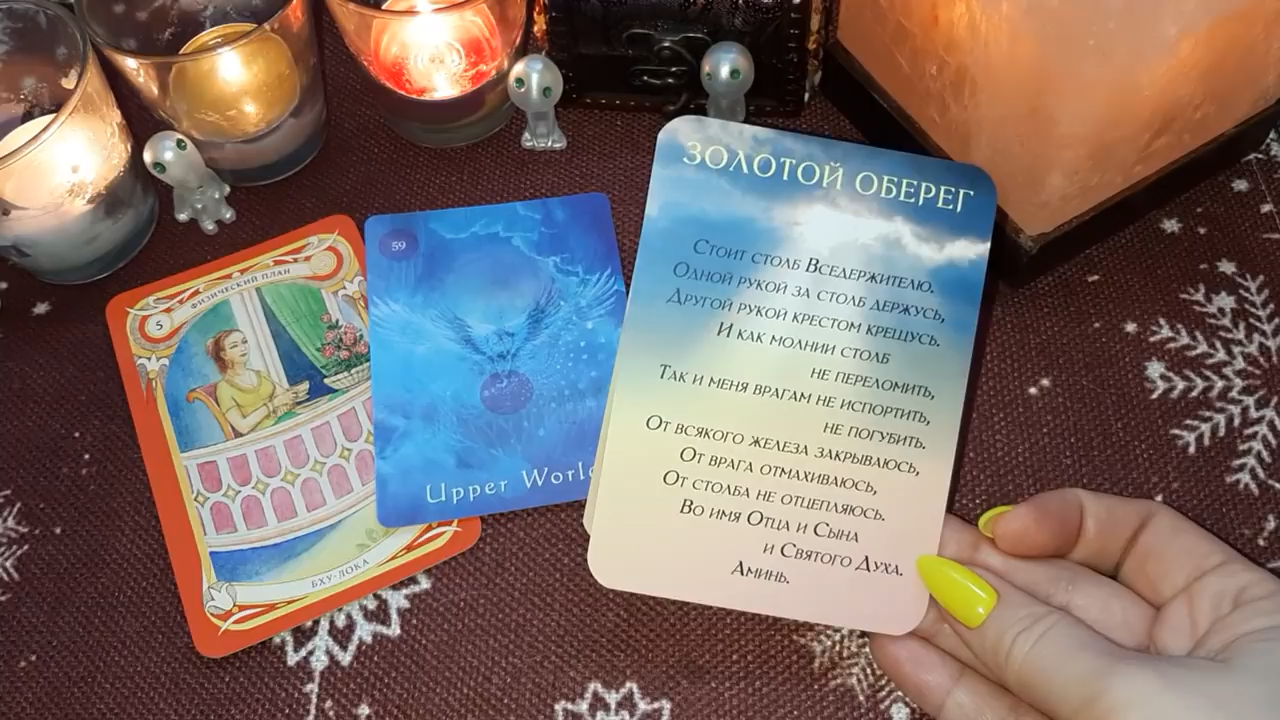 5
ФИЗИЧЕСКИЙ ПЛАН
БХУ-ЛОКА
59
Upper World
ЗОЛОТОЙ ОБЕРЕГ
Стоит столб Вседержителю.
Одной рукой за столб держусь,
Другой рукой крестом крещусь.
И как молнии столб
не переломить,
Так и меня врагам не испортить,
не погубить.
От всякого железа закрываюсь,
От врага отмахиваюсь,
От столба не отцепляюсь.
Во имя Отца и Сына
и Святого Духа.
Аминь.